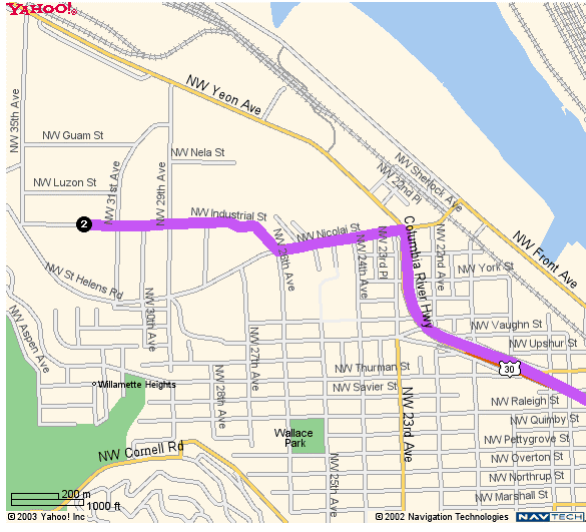 YAHOO!
NW 35th Ave
NW Yeon Ave
NW Guam St
NW Nela St
NW Luzon St
NW 31st Ave
NW 29th Ave
NW Sherlock Ave
NW 22nd Pl
2
NW Industrial St
NW Nicolai St
NW 26th Ave
NW 24th Ave
NW 23rd Pl
Columbia River Hwy
NW 22nd Ave
NW Front Ave
NW York St
NW St Helens Rd
NW Aspen Ave
NW 30th Ave
NW 27th Ave
NW Vaughn St
NW Upshur St
30
NW Thurman St
Willamette Heights
NW 28th Ave
NW Savier St
NW 23rd Ave
NW Raleigh St
NW Quimby St
Wallace
Park
NW Pettygrove St
NW Cornell Rd
NW Overton St
NW 25th Ave
NW Northrup St
NW Marshall St
200 m
1000 ft
© 2003 Yahoo! Inc
© 2002 Navigation Technologies
NAVTECH